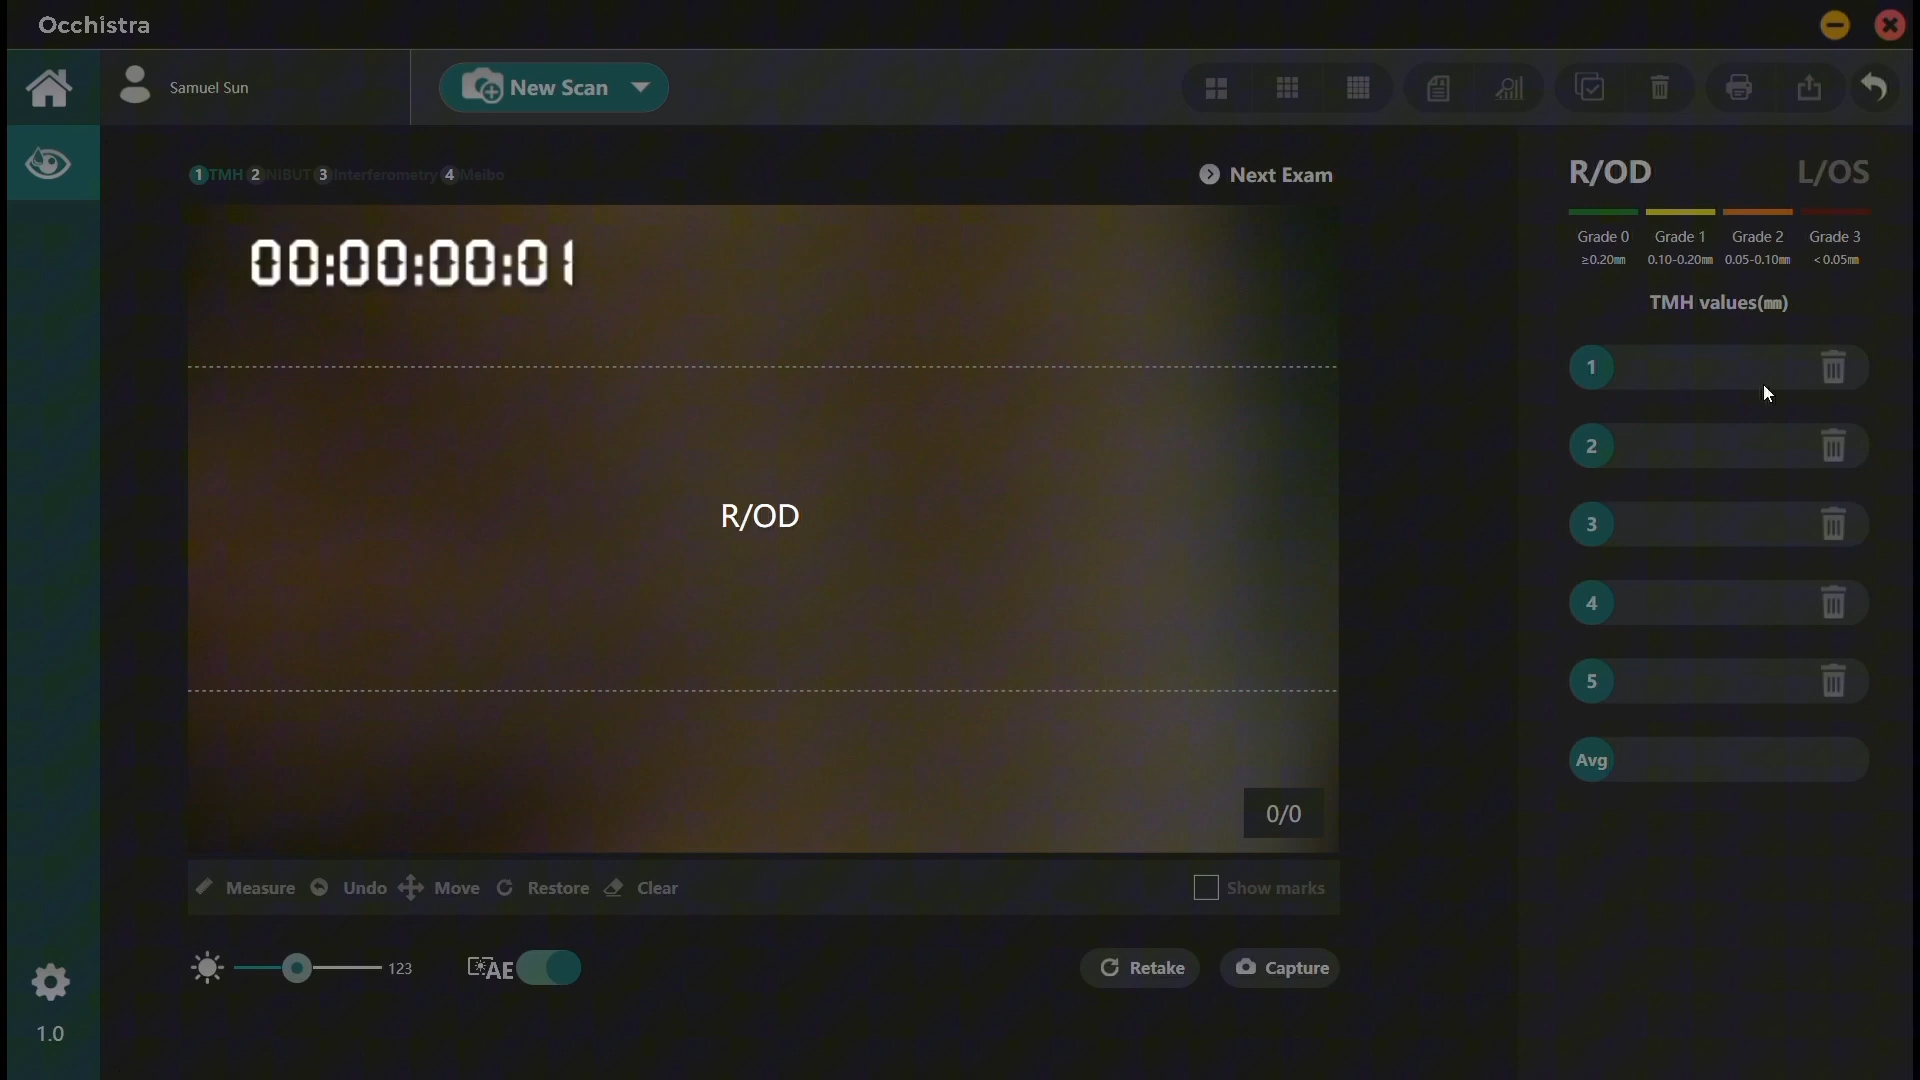 Occhistra
Samuel Sun
New Scan
1 TMH 2 NIBUT 3 Interferometry 4 Meibo
Next Exam
R/OD L/OS
Grade 0 Grade 1 Grade 2 Grade 3
≥0.20㎜ 0.10-0.20㎜ 0.05-0.10㎜ <0.05㎜
TMH values(㎜)
00:00:00:01
1
2
R/OD
3
4
5
Avg
0/0
Measure Undo Move Restore Clear Show marks
123 AE Retake Capture
1.0